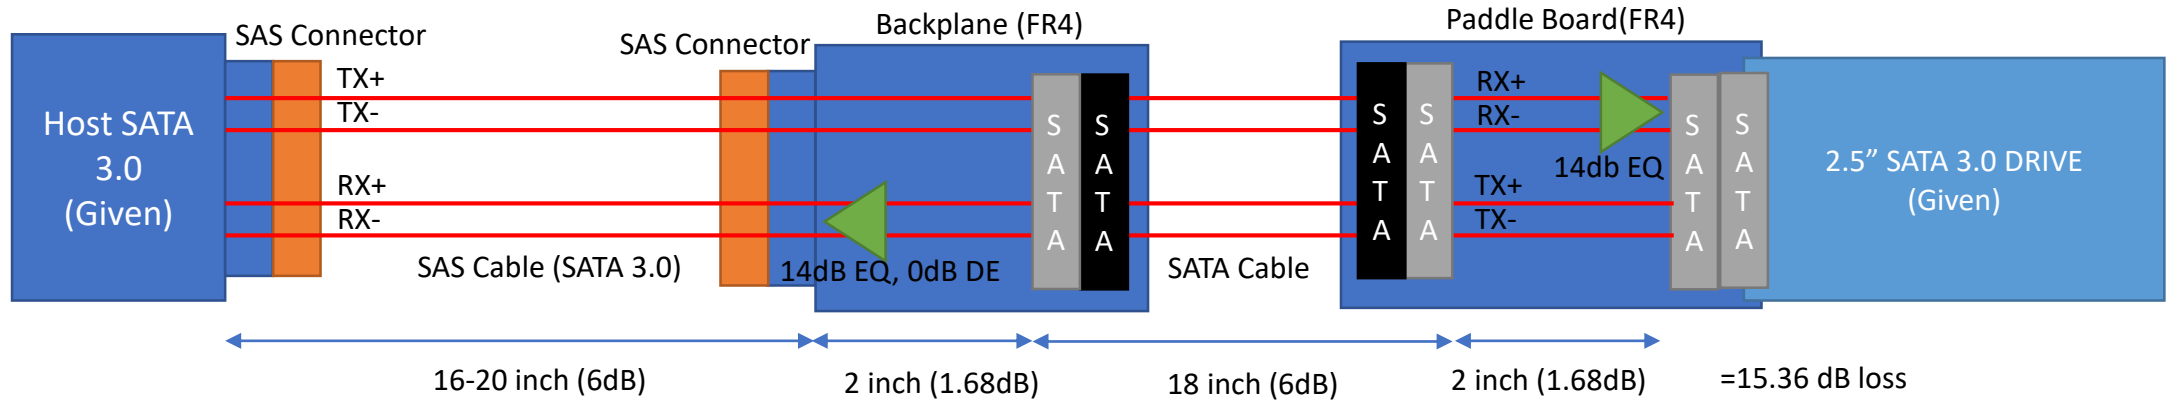 SAS Connector
SAS Connector
Backplane (FR4)
Paddle Board(FR4)
Host SATA
3.0
(Given)
TX+
TX-
RX+
RX-
SAS Cable (SATA 3.0)
14dB EQ, 0dB DE
S
A
T
A
S
A
T
A
SATA Cable
S
A
T
A
S
A
T
A
RX+
RX-
14db EQ
TX+
TX-
S
A
T
A
S
A
T
A
2.5” SATA 3.0 DRIVE
(Given)
16-20 inch (6dB)
2 inch (1.68dB)
18 inch (6dB)
2 inch (1.68dB)
=15.36 dB loss